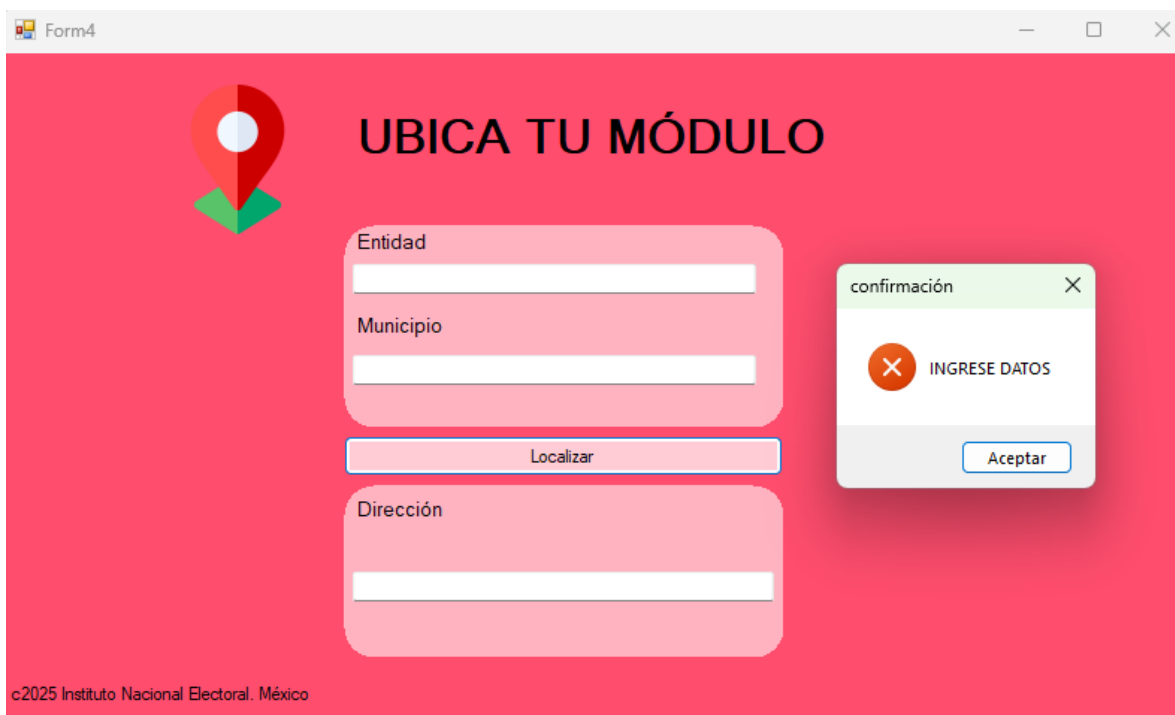 Form4
UBICA TU MÓDULO
Entidad
Municipio
Localizar
Dirección
c2025 Instituto Nacional Electoral. México
confirmación
INGRESE DATOS
Aceptar